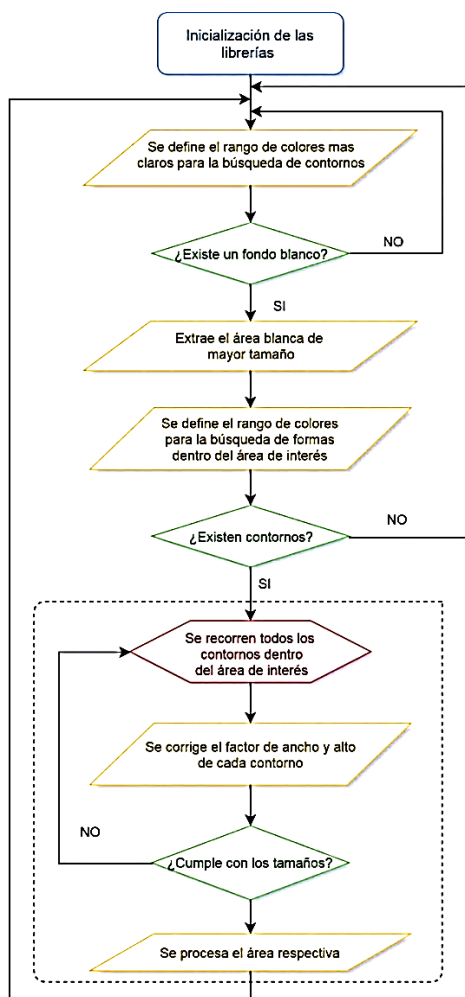 Inicialización de las
librerías
Se define el rango de colores mas
claros para la búsqueda de contornos
¿Existe un fondo blanco?
NO
SI
Extrae el área blanca de
mayor tamaño
Se define el rango de colores
para la búsqueda de formas
dentro del área de interés
¿Existen contornos?
NO
SI
Se recorren todos los
contornos dentro
del área de interés
Se corrige el factor de ancho y alto
de cada contorno
NO
¿Cumple con los tamaños?
Se procesa el área respectiva